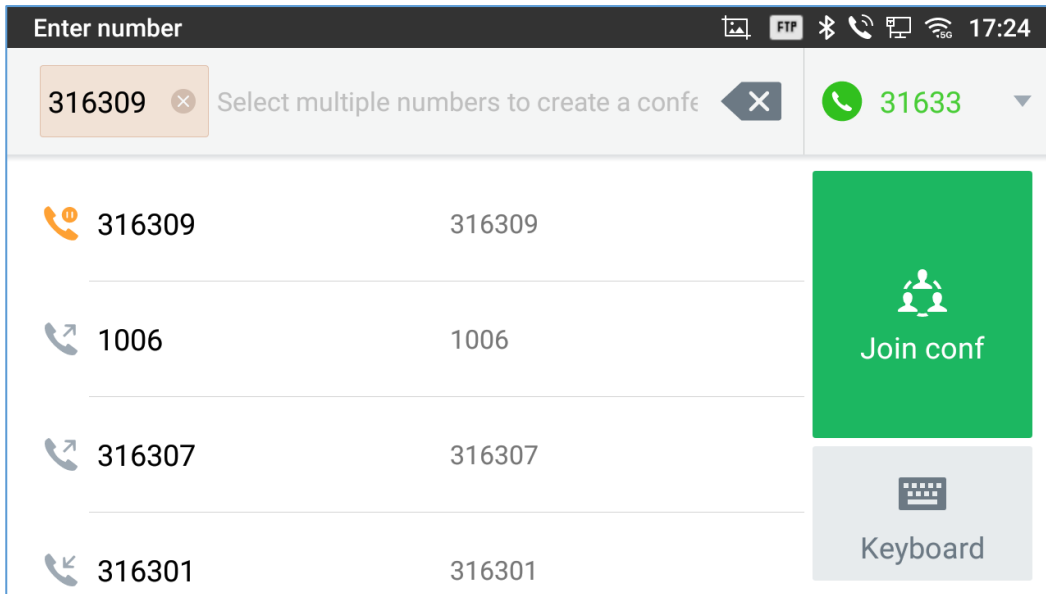 Enter number FTP 5G 17:24
316309 Select multiple numbers to create a confe 31633
316309 316309
1006 1006
Join conf
316307 316307
Keyboard
316301 316301